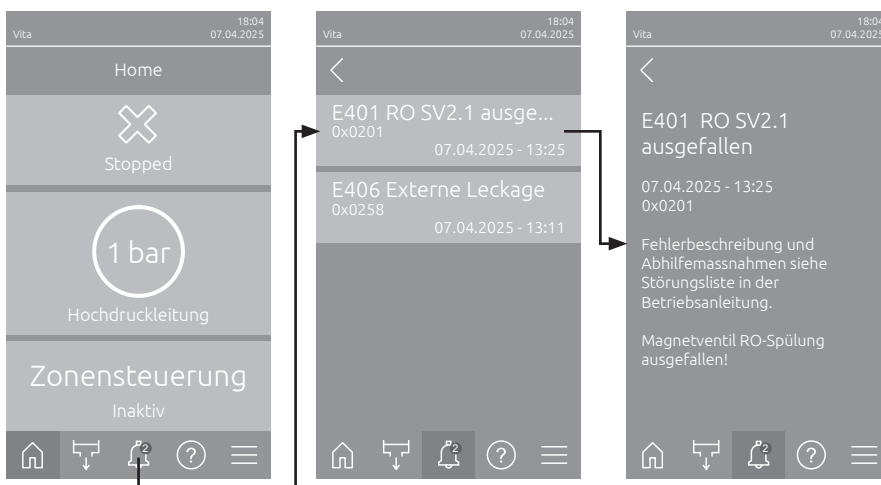 18:04
Vita 07.04.2025
Home
Stopped
1 bar
Hochdruckleitung
Zonensteuerung
Inaktiv
2
?
18:04
Vita 07.04.2025
E401 RO SV2.1 ausge...
0x0201
07.04.2025 - 13:25
E406 Externe Leckage
0x0258
07.04.2025 - 13:11
2
?
18:04
Vita 07.04.2025
E401 RO SV2.1
ausgefallen
07.04.2025 - 13:25
0x0201
Fehlerbeschreibung und
Abhilfemassnahmen siehe
Störungsliste in der
Betriebsanleitung.
Magnetventil RO-Spülung
ausgefallen!
2
?